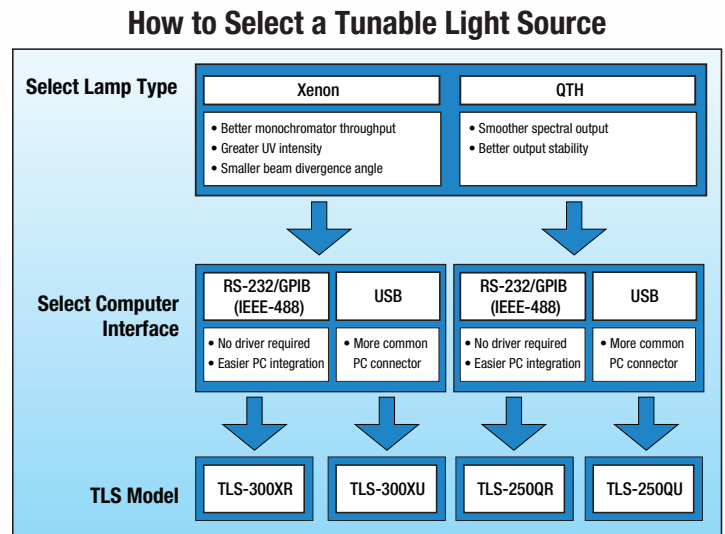 How to Select a Tunable Light Source
Select Lamp Type
Xenon
• Better monochromator throughput
• Greater UV intensity
• Smaller beam divergence angle
QTH
• Smoother spectral output
• Better output stability
Select Computer
Interface
RS-232/GPIB
(IEEE-488)
• No driver required
• Easier PC integration
USB
• More common
PC connector
RS-232/GPIB
(IEEE-488)
• No driver required
• Easier PC integration
USB
• More common
PC connector
TLS Model
TLS-300XR
TLS-300XU
TLS-250QR
TLS-250QU